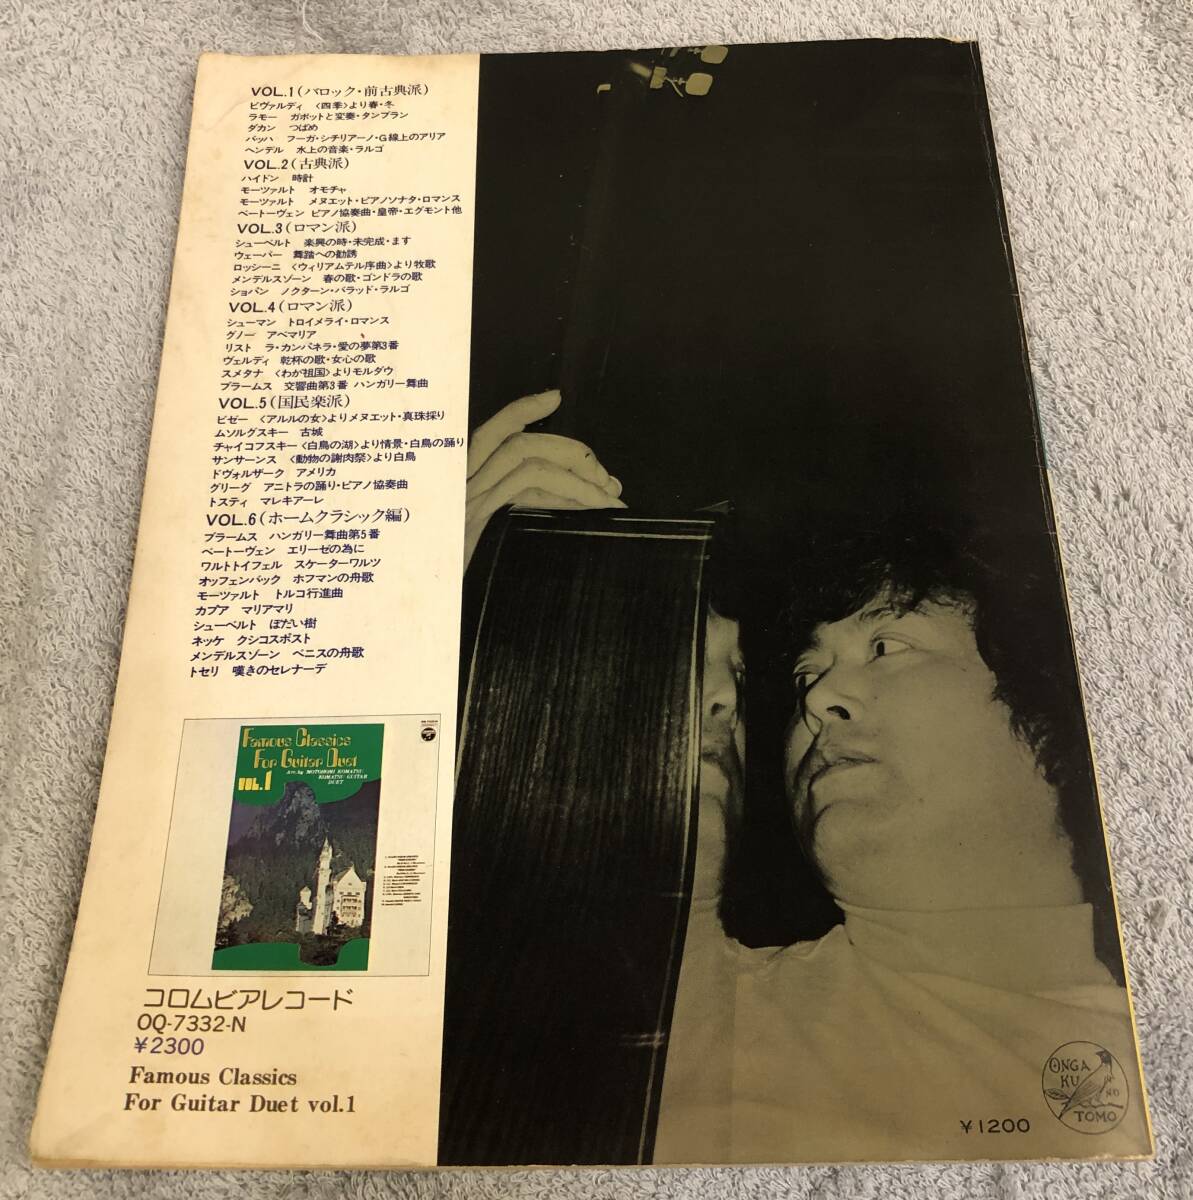 VOL.1(バロック・前古典派)
ビヴァルディ 〈四季〉より春・冬
ラモー ガボットと変奏・タンブラン
ダカン つばめ
バッハ フーガ・シチリアーノ・G線上のアリア
ヘンデル 水上の音楽・ラルゴ
VOL.2(古典派)
ハイドン 時計
モーツァルト オモチャ
モーツァルト メヌエット・ピアノソナタ・ロマンス
ベートーヴェン ピアノ協奏曲・皇帝・エグモント他
VOL.3(ロマン派)
シューベルト 楽興の時・未完成・ます
ウェーバー 舞踏への勧誘
ロッシーニ 〈ウィリアムテル序曲〉より牧歌
メンデルスゾーン 春の歌・ゴンドラの歌
ショパン ノクターン・バラッド・ラルゴ
VOL.4(ロマン派)
シューマン トロイメライ・ロマンス
グノー アベマリア
リスト ラ・カンパネラ・愛の夢第3番
ヴェルディ 乾杯の歌・女心の歌
スメタナ 〈わが祖国〉よりモルダウ
ブラームス 交響曲第3番 ハンガリー舞曲
VOL.5(国民楽派)
ビゼー 〈アルルの女〉よりメヌエット・真珠採り
ムソルグスキー 古城
チャイコフスキー〈白鳥の湖〉より情景・白鳥の踊り
サンサーンス 〈動物の謝肉祭〉より白鳥
ドヴォルザーク アメリカ
グリーグ アニトラの踊り・ピアノ協奏曲
トスティ マレキアーレ
VOL.6(ホームクラシック編)
ブラームス ハンガリー舞曲第5番
ベートーヴェン エリーゼの為に
ワルトトイフェル スケーターワルツ
オッフェンバック ホフマンの舟歌
モーツァルト トルコ行進曲
カプア マリアマリ
シューベルト ぼだい樹
ネッケ クシコスポスト
メンデルスゾーン ベニスの舟歌
トセリ 嘆きのセレナーデ
Famous Classics
For Guitar Duet
Arr. by MOTOHOMI KOMATSU
KOMATSU GUITAR
DUET
VOL.1
コロムビアレコード
OQ-7332-N
¥2300
Famous Classics
For Guitar Duet vol.1
ONGAKU NO TOMO
¥1200